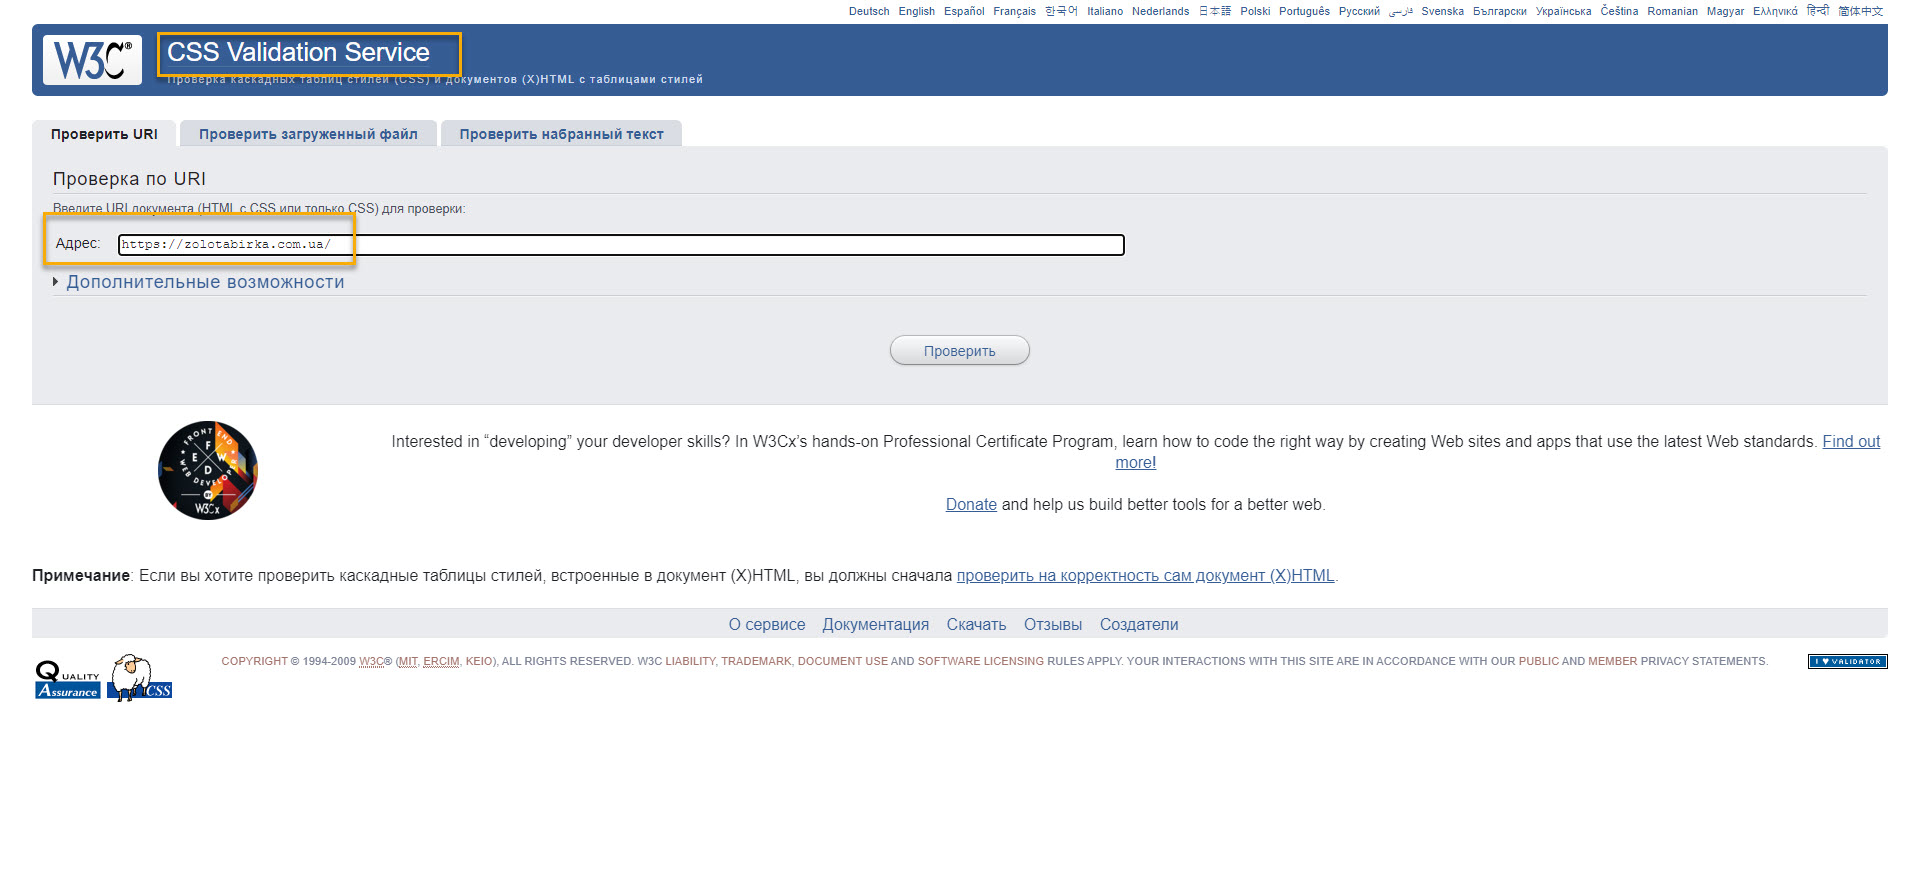 Deutsch English Español Français 한국어 Italiano Nederlands 日本語 Polski Português Русский فارسی Svenska Български Українська Čeština Romanian Magyar Ελληνικά हिन्दी 简体中文
W3C®
CSS Validation Service
Проверка каскадных таблиц стилей (CSS) и документов (X)HTML с таблицами стилей
Проверить URI
Проверить загруженный файл
Проверить набранный текст
Проверка по URI
Введите URI документа (HTML с CSS или только CSS) для проверки:
Адрес: https://zolotabirka.com.ua/
Дополнительные возможности
Проверить
FRONT END
F
E W
D
WEB DEVELOPER
BY
W3Cx
Interested in “developing” your developer skills? In W3Cx’s hands-on Professional Certificate Program, learn how to code the right way by creating Web sites and apps that use the latest Web standards. Find out
more!
Donate and help us build better tools for a better web.
Примечание: Если вы хотите проверить каскадные таблицы стилей, встроенные в документ (X)HTML, вы должны сначала проверить на корректность сам документ (X)HTML.
О сервисе Документация Скачать Отзывы Создатели
QUALITY
Assurance
CSS
COPYRIGHT © 1994-2009 W3C® (MIT, ERCIM, KEIO), ALL RIGHTS RESERVED. W3C LIABILITY, TRADEMARK, DOCUMENT USE AND SOFTWARE LICENSING RULES APPLY. YOUR INTERACTIONS WITH THIS SITE ARE IN ACCORDANCE WITH OUR PUBLIC AND MEMBER PRIVACY STATEMENTS.
I ♥ VALIDATOR